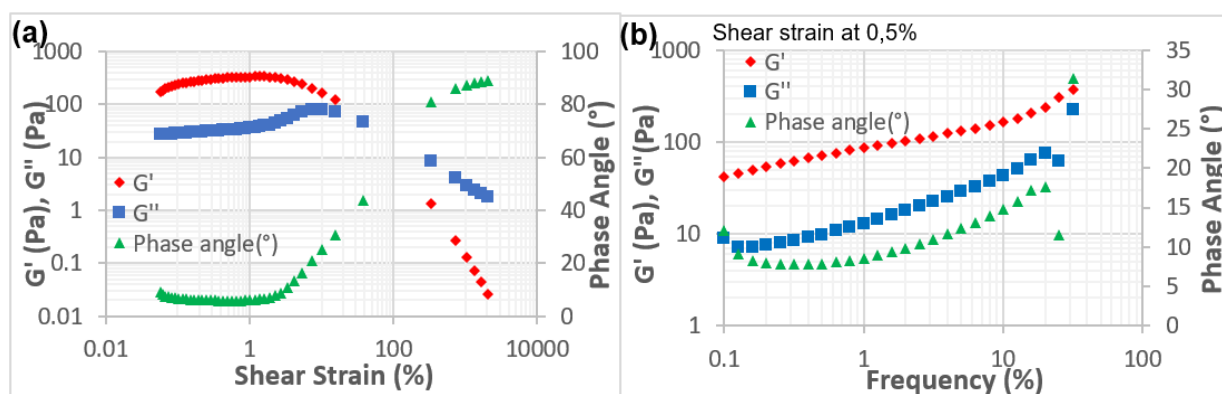 (a)
G' (Pa), G'' (Pa)
1000
100
10
1
0.1
0.01
G'
G''
Phase angle(°)
0.01
1
100
10000
Shear Strain (%)
100
80
60
40
20
0
Phase Angle (°)
(b)
Shear strain at 0,5%
G' (Pa), G''(Pa)
1000
100
10
1
G'
G''
Phase angle(°)
0.1
1
10
100
Frequency (%)
35
30
25
20
15
10
5
0
Phase Angle (°)